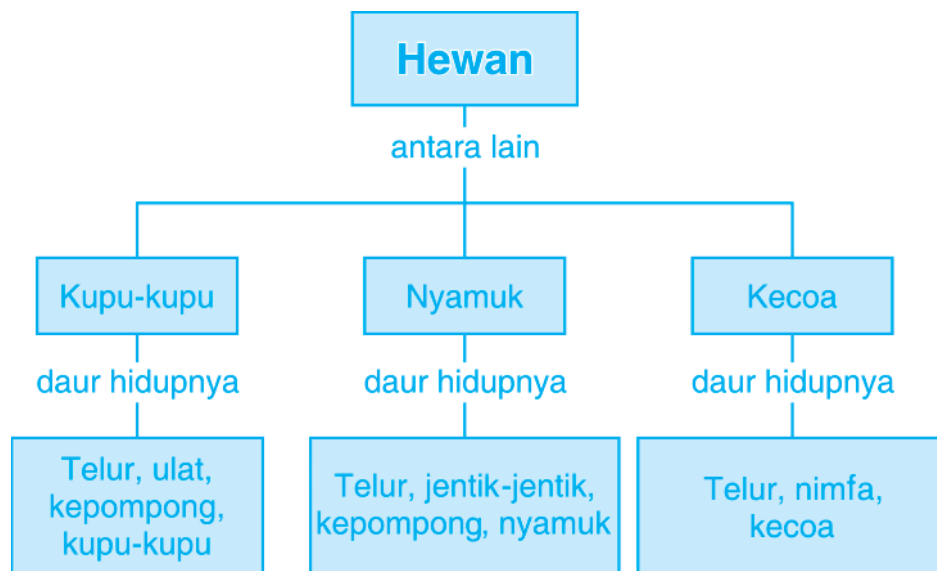 Hewan
antara lain
Kupu-kupu
Nyamuk
Kecoa
daur hidupnya
daur hidupnya
daur hidupnya
Telur, ulat,
kepompong,
kupu-kupu
Telur, jentik-jentik,
kepompong, nyamuk
Telur, nimfa,
kecoa